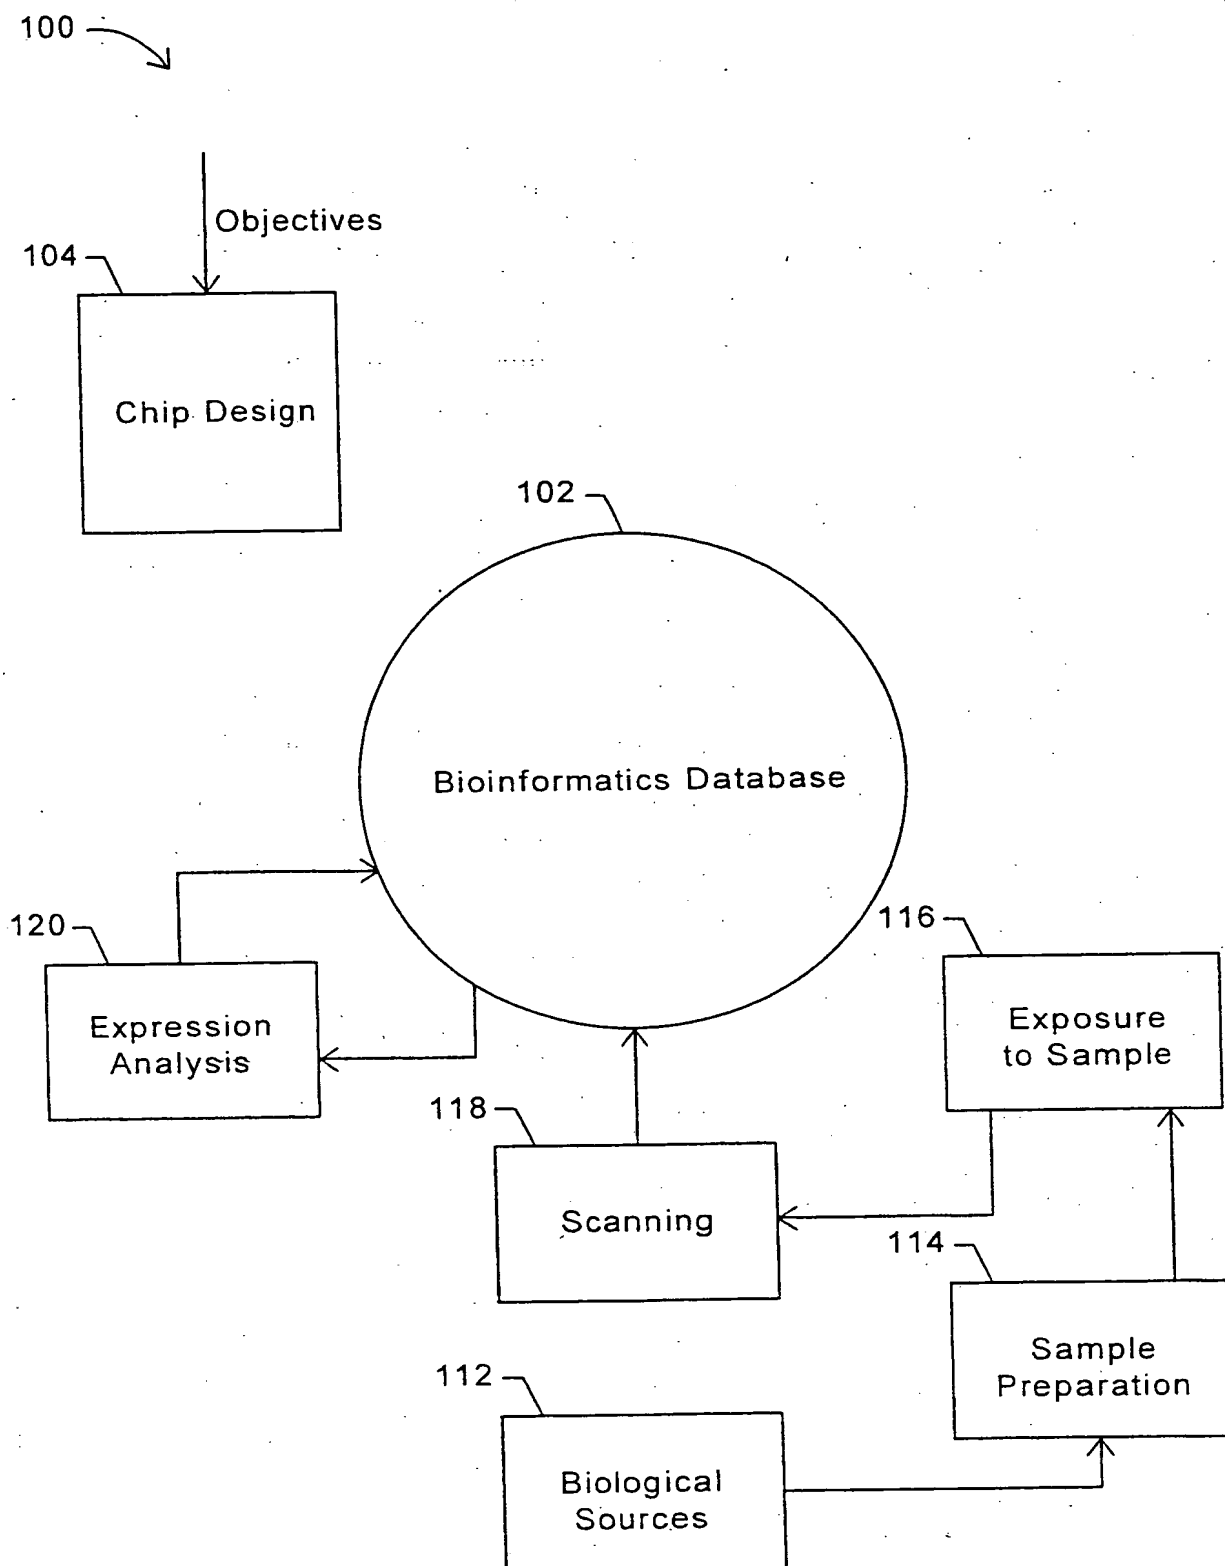 100
Objectives
104
Chip Design
102
Bioinformatics Database
120
116
Expression
Analysis
Exposure
to Sample
118
Scanning
114
Sample
Preparation
112
Biological
Sources